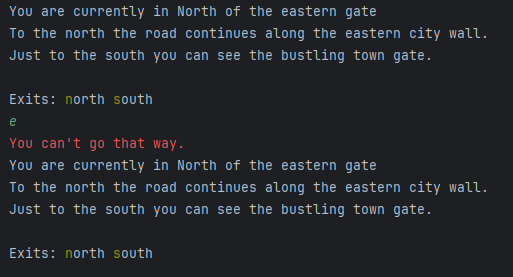 You are currently in North of the eastern gate
To the north the road continues along the eastern city wall.
Just to the south you can see the bustling town gate.
Exits: north south
e
You can't go that way.
You are currently in North of the eastern gate
To the north the road continues along the eastern city wall.
Just to the south you can see the bustling town gate.
Exits: north south